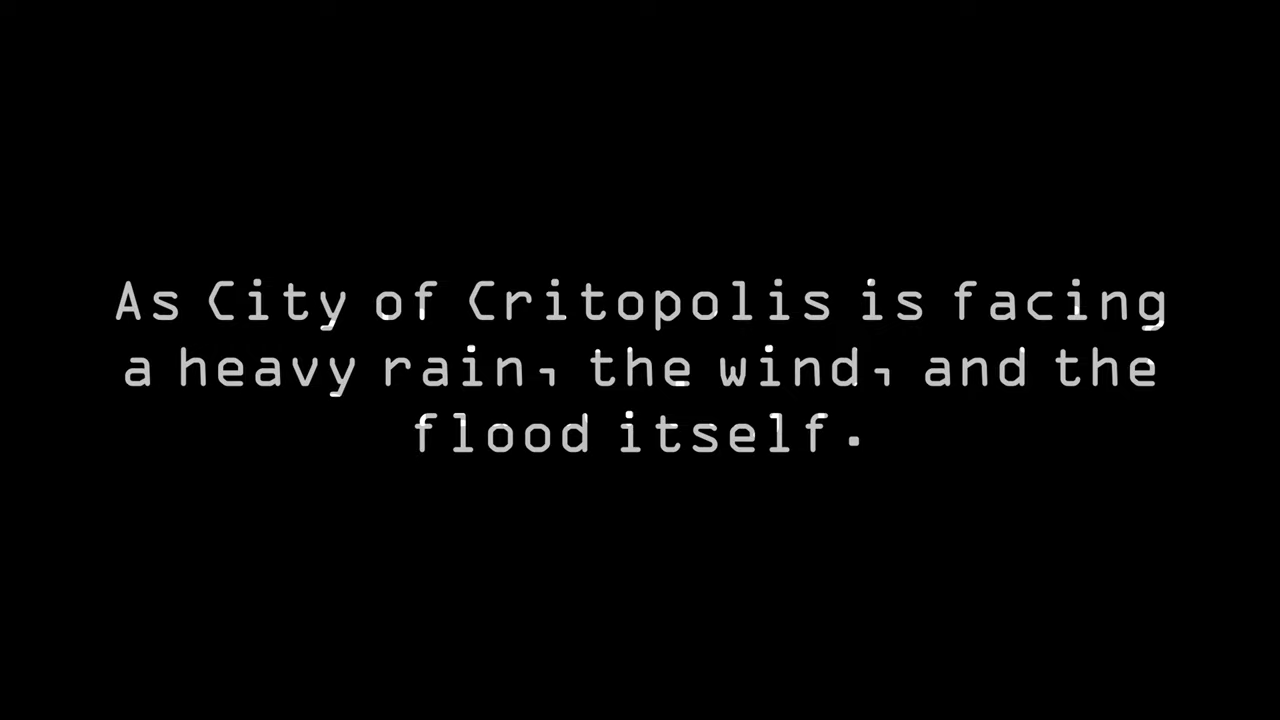 As City of Critopolis is facing
a heavy rain, the wind, and the
flood itself.